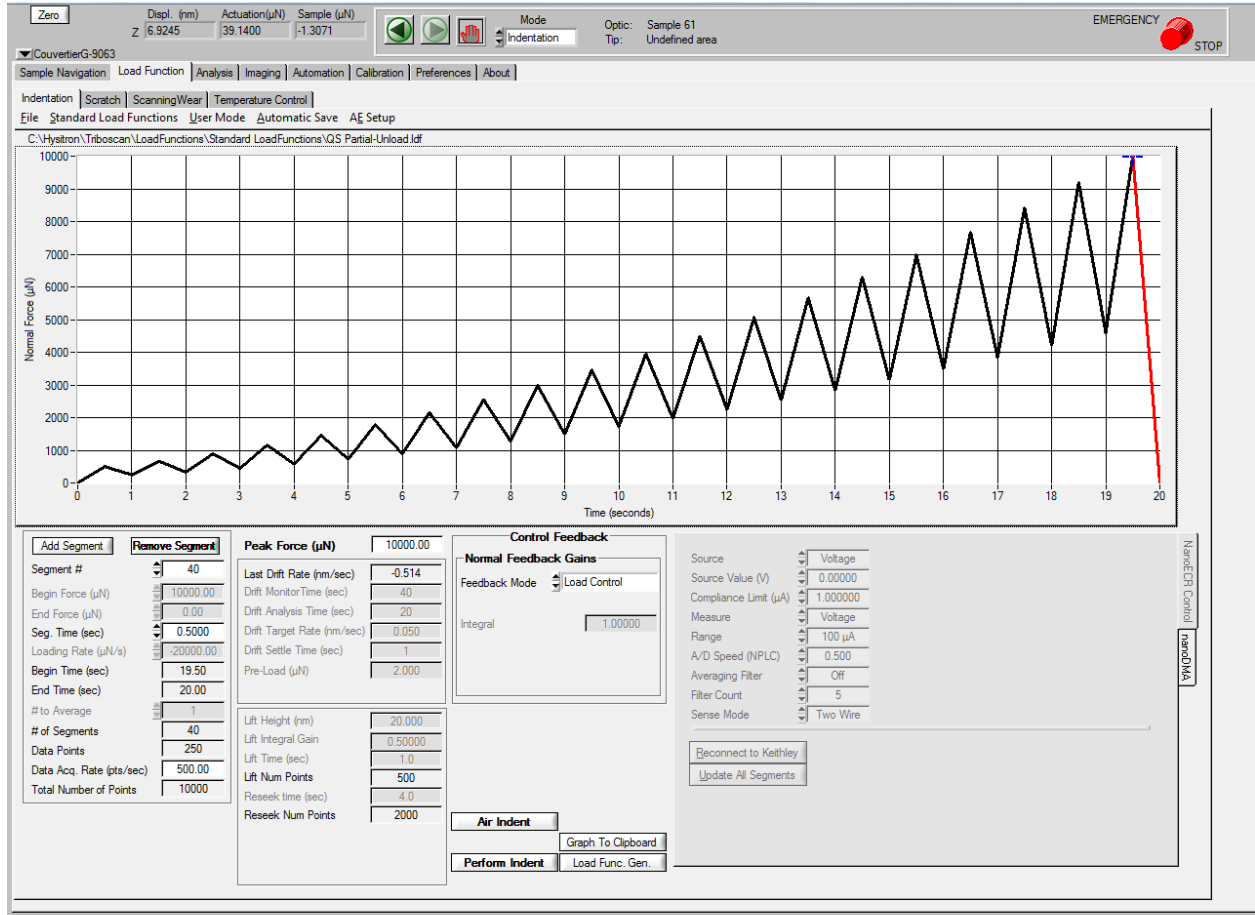 Zero
Displ. (nm) Actuation(µN) Sample (µN)
Z 6.9245 39.1400 -1.3071
Mode
Indentation
Optic: Sample 61
Tip: Undefined area
EMERGENCY
STOP
CouvertierG-9063
Sample Navigation Load Function Analysis Imaging Automation Calibration Preferences About
Indentation Scratch ScanningWear Temperature Control
File Standard Load Functions User Mode Automatic Save AE Setup
C:\Hysitron\Triboscan\LoadFunctions\Standard LoadFunctions\QS Partial-Unload.ldf
10000
9000
8000
7000
6000
5000
4000
3000
2000
1000
0
Normal Force (µN)
0 1 2 3 4 5 6 7 8 9 10 11 12 13 14 15 16 17 18 19 20
Time (seconds)
Add Segment Remove Segment
Segment # 40
Begin Force (µN) 10000.00
End Force (µN) 0.00
Seg. Time (sec) 0.5000
Loading Rate (µN/s) -20000.00
Begin Time (sec) 19.50
End Time (sec) 20.00
# to Average 1
# of Segments 40
Data Points 250
Data Acq. Rate (pts/sec) 500.00
Total Number of Points 10000
Peak Force (µN) 10000.00
Last Drift Rate (nm/sec) -0.514
Drift MonitorTime (sec) 40
Drift Analysis Time (sec) 20
Drift Target Rate (nm/sec) 0.050
Drift Settle Time (sec) 1
Pre-Load (µN) 2.000
Lift Height (nm) 20.000
Lift Integral Gain 0.50000
Lift Time (sec) 1.0
Lift Num Points 500
Reseek time (sec) 4.0
Reseek Num Points 2000
Control Feedback
Normal Feedback Gains
Feedback Mode Load Control
Integral 1.00000
Air Indent
Graph To Clipboard
Perform Indent Load Func. Gen.
Source Voltage
Source Value (V) 0.00000
Compliance Limit (µA) 1.000000
Measure Voltage
Range 100 µA
A/D Speed (NPLC) 0.500
Averaging Filter Off
Filter Count 5
Sense Mode Two Wire
Reconnect to Keithley
Update All Segments
NanoECR Control
nanoDMA